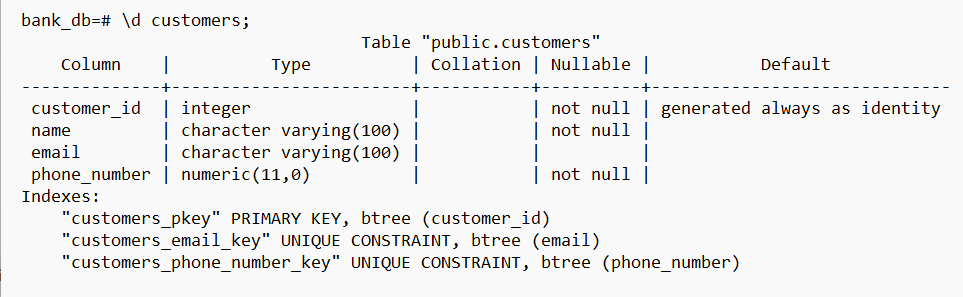 bank_db=# \d customers;
                                  Table "public.customers"
    Column    |          Type          | Collation | Nullable |           Default
--------------+------------------------+-----------+----------+------------------------------
 customer_id  | integer                |           | not null | generated always as identity
 name         | character varying(100) |           | not null |
 email        | character varying(100) |           |          |
 phone_number | numeric(11,0)          |           | not null |
Indexes:
    "customers_pkey" PRIMARY KEY, btree (customer_id)
    "customers_email_key" UNIQUE CONSTRAINT, btree (email)
    "customers_phone_number_key" UNIQUE CONSTRAINT, btree (phone_number)